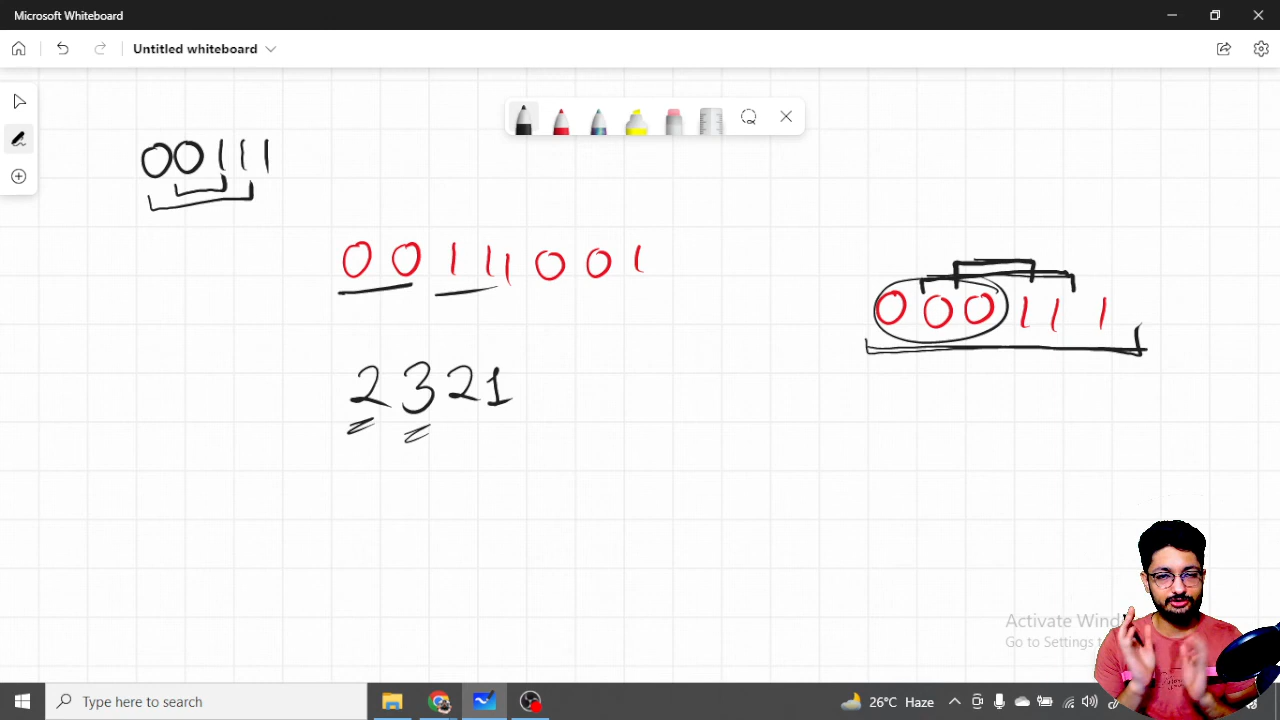 Microsoft Whiteboard
Untitled whiteboard
00111
00111001
000111
2321
Activate Wind
Go to Settings t
Type here to search
26°C Haze